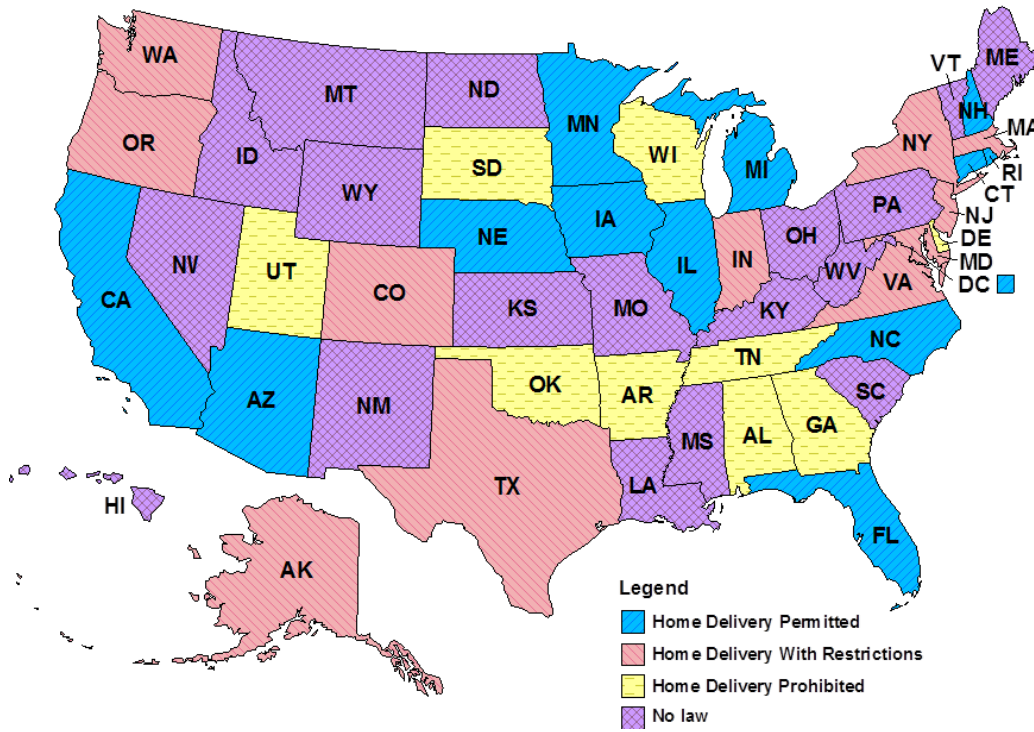 WA
MT
ND
MN
VT
ME
NH
OR
ID
SD
WI
MI
NY
MA
RI
CT
WY
NE
IA
PA
NJ
NV
UT
IL
IN
OH
DE
MD
DC
CA
CO
KS
MO
WV
VA
KY
NC
TN
AZ
NM
OK
AR
SC
MS
AL
GA
HI
TX
LA
FL
AK
Legend
Home Delivery Permitted
Home Delivery With Restrictions
Home Delivery Prohibited
No law